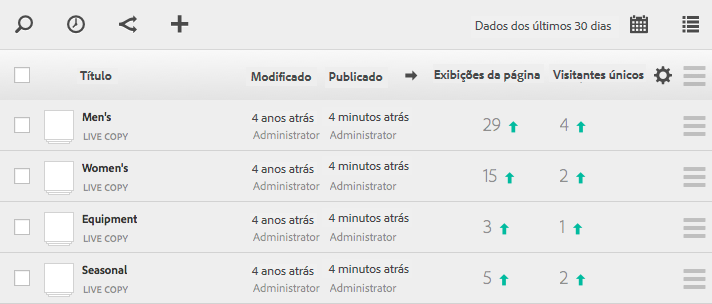 Dados dos últimos 30 dias
Título Modificado Publicado Exibições da página Visitantes únicos
Men's 4 anos atrás 4 minutos atrás 29 4
LIVE COPY Administrator Administrator
Women's 4 anos atrás 4 minutos atrás 15 2
LIVE COPY Administrator Administrator
Equipment 4 anos atrás 4 minutos atrás 3 1
LIVE COPY Administrator Administrator
Seasonal 4 anos atrás 4 minutos atrás 5 2
LIVE COPY Administrator Administrator